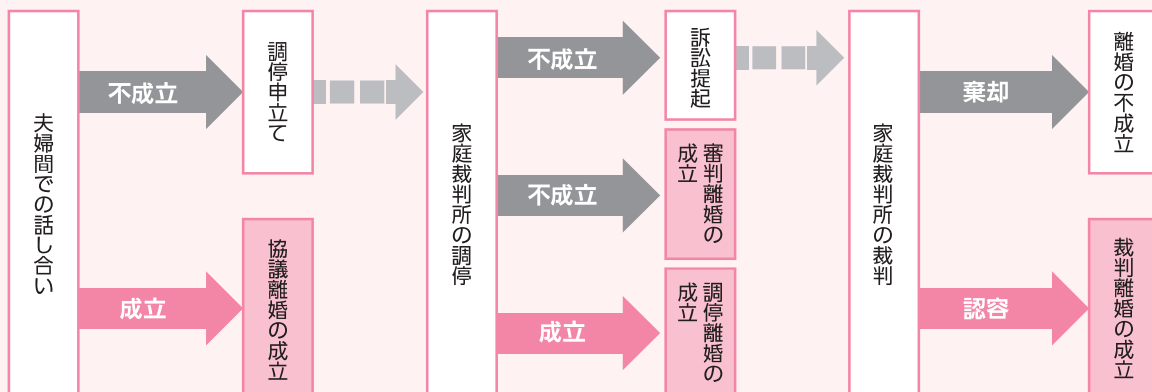 夫婦間での話し合い
不成立
調停申立て
成立
協議離婚の成立
家庭裁判所の調停
不成立
訴訟提起
不成立
審判離婚の
成立
成立
調停離婚の
成立
家庭裁判所の裁判
棄却
離婚の不成立
認容
裁判離婚の成立